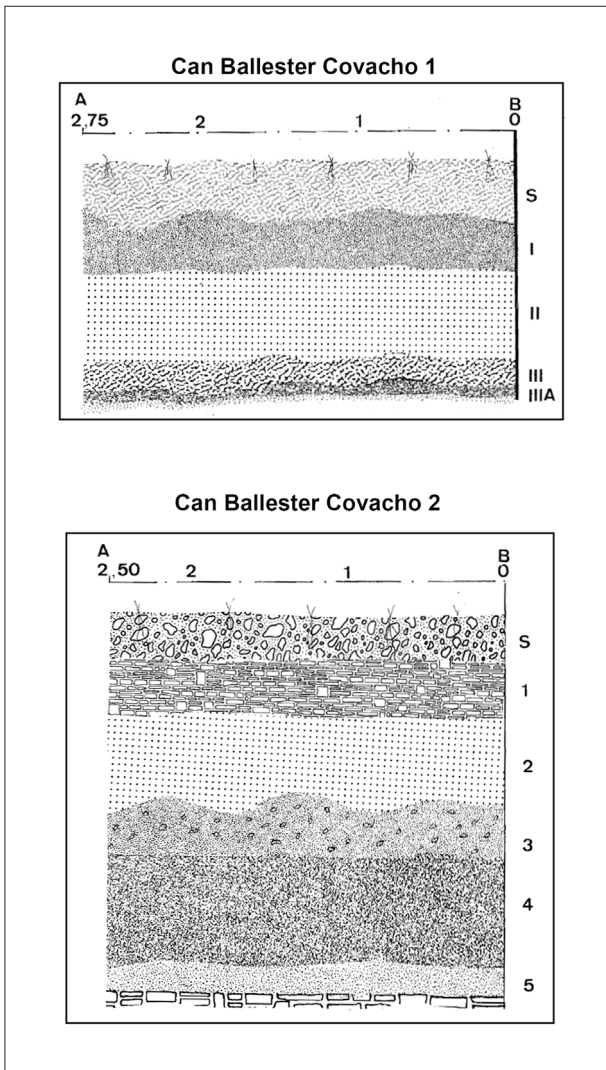 Can Ballester Covacho 1
A B
2,75 2 1 0
S
I
II
III
IIIA
Can Ballester Covacho 2
A B
2,50 2 1 0
S
1
2
3
4
5